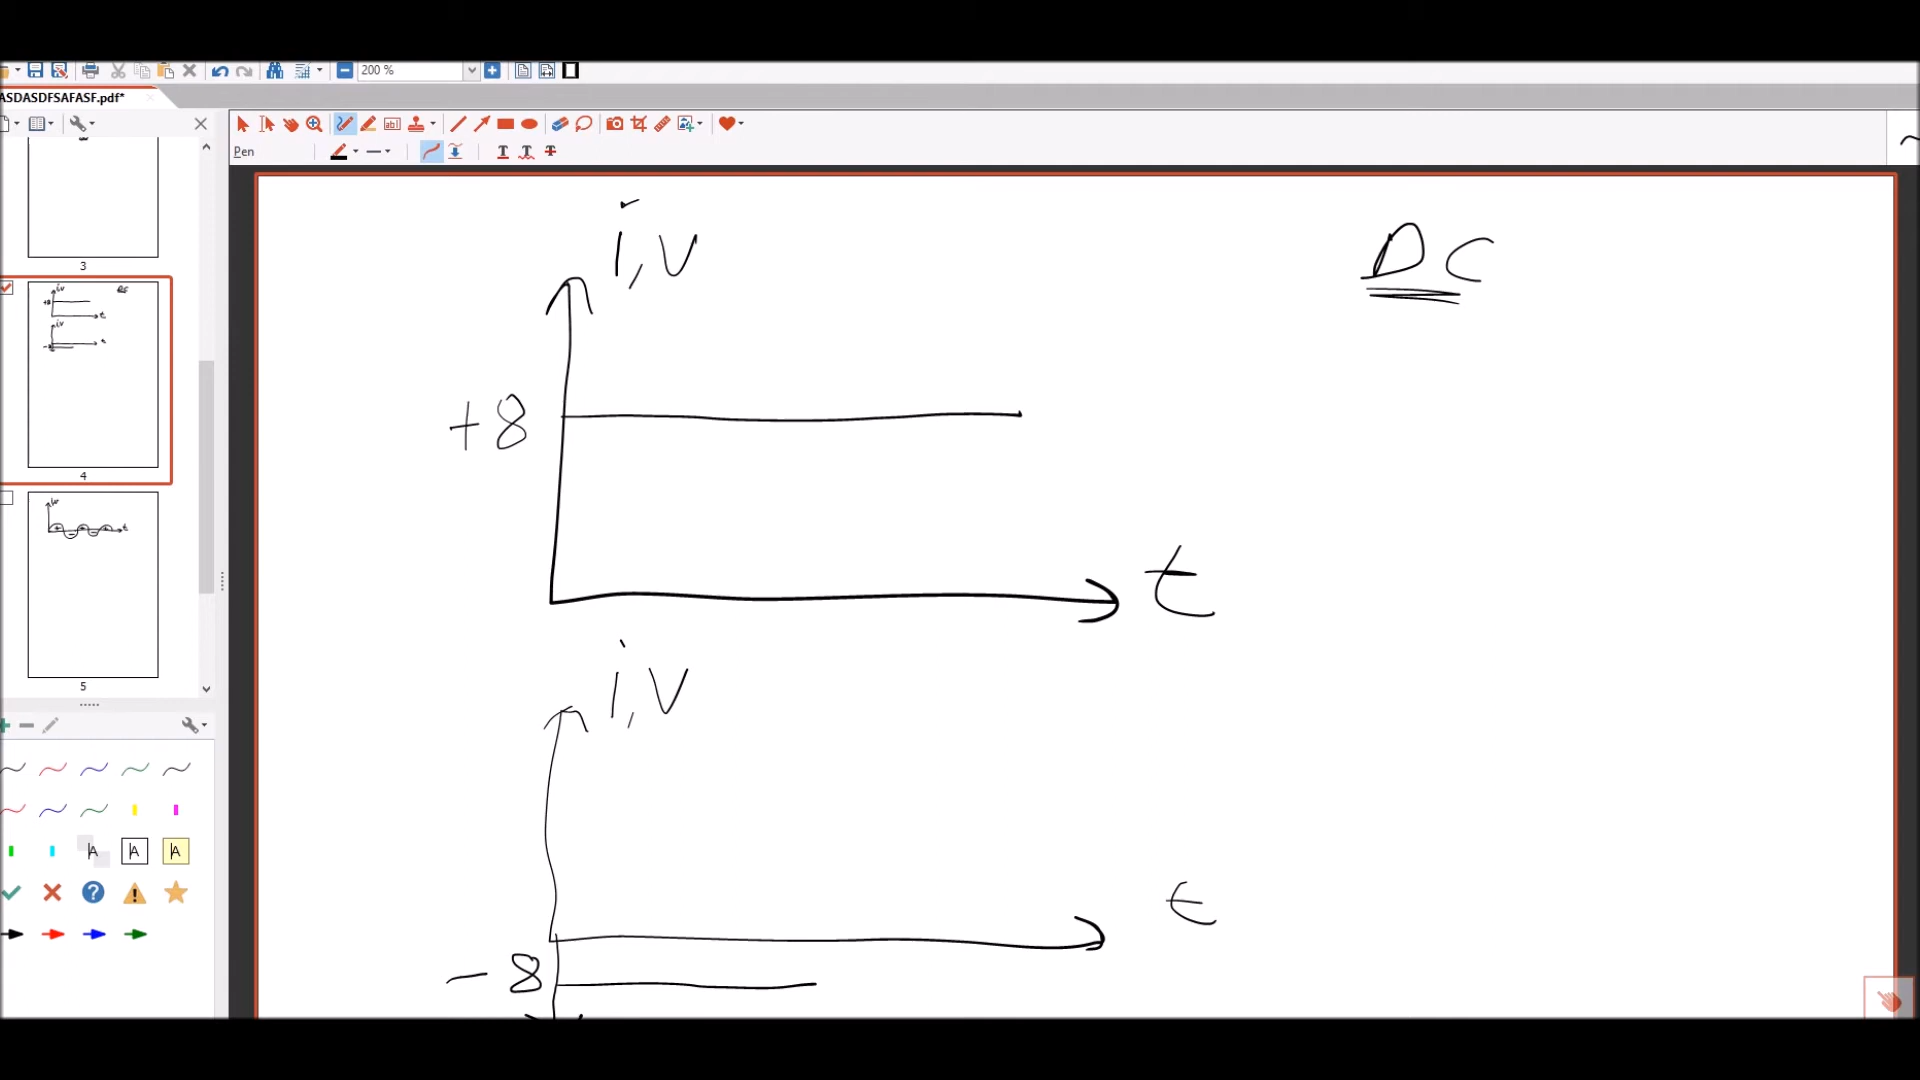 200 %
ASDASDFSAFASF.pdf*
Pen
3
4
5
i, v
DC
+8
t
i, v
t
-8